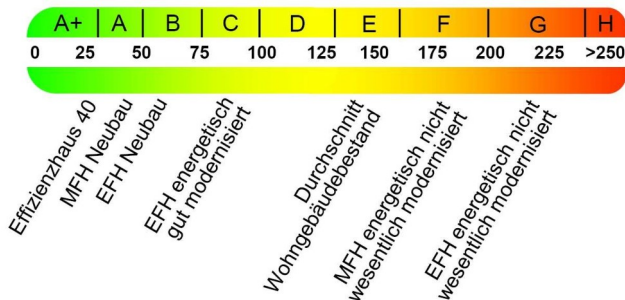 A+ A B C D E F G H
0 25 50 75 100 125 150 175 200 225 >250
Effizienzhaus 40
MFH Neubau
EFH Neubau
EFH energetisch
gut modernisiert
Durchschnitt
Wohngebäudebestand
MFH energetisch nicht
wesentlich modernisiert
EFH energetisch nicht
wesentlich modernisiert